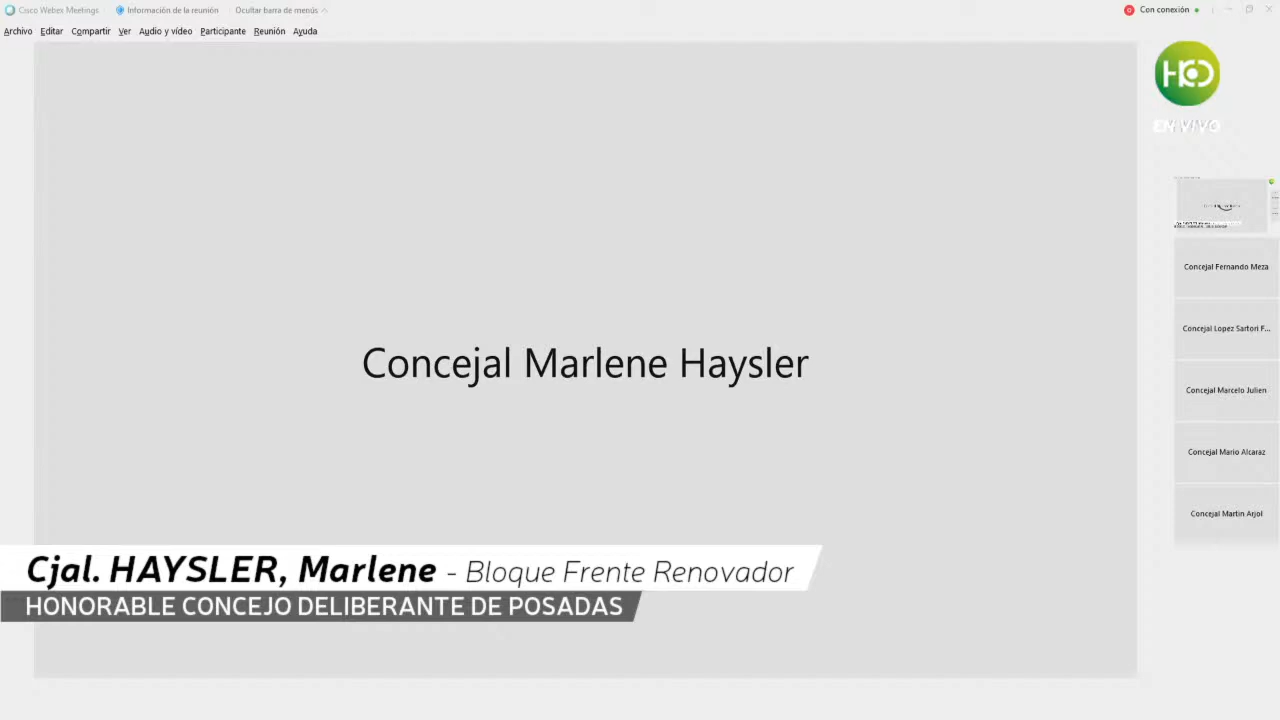 Cisco Webex Meetings
Información de la reunión
Ocultar barra de menús
Con conexión
Archivo Editar Compartir Ver Audio y vídeo Participante Reunión Ayuda
HCD
EN VIVO
Concejal Fernando Meza
Concejal Lopez Sartori F...
Concejal Marcelo Julien
Concejal Mario Alcaraz
Concejal Martin Arjol
Concejal Marlene Haysler
Cjal. HAYSLER, Marlene - Bloque Frente Renovador
HONORABLE CONCEJO DELIBERANTE DE POSADAS